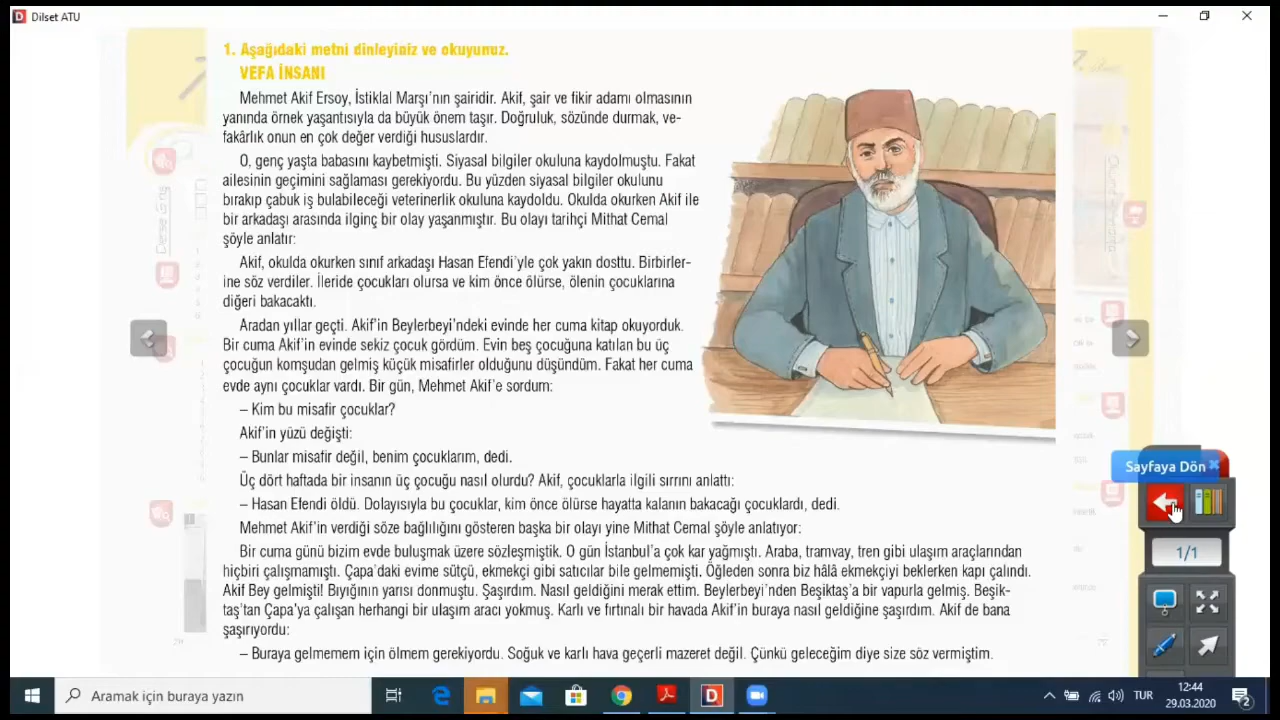 Dilset ATU
1. Aşağıdaki metni dinleyiniz ve okuyunuz.
VEFA İNSANI
Mehmet Akif Ersoy, İstiklal Marşı'nın şairidir. Akif, şair ve fikir adamı olmasının
yanında örnek yaşantısıyla da büyük önem taşır. Doğruluk, sözünde durmak, ve-
fakârlık onun en çok değer verdiği hususlardır.
O, genç yaşta babasını kaybetmişti. Siyasal bilgiler okuluna kaydolmuştu. Fakat
ailesinin geçimini sağlaması gerekiyordu. Bu yüzden siyasal bilgiler okulunu
bırakıp çabuk iş bulabileceği veterinerlik okuluna kaydoldu. Okulda okurken Akif ile
bir arkadaşı arasında ilginç bir olay yaşanmıştır. Bu olayı tarihçi Mithat Cemal
şöyle anlatır:
Akif, okulda okurken sınıf arkadaşı Hasan Efendi'yle çok yakın dosttu. Birbirler-
ine söz verdiler. İleride çocukları olursa ve kim önce ölürse, ölenin çocuklarına
diğeri bakacaktı.
Aradan yıllar geçti. Akif'in Beylerbeyi'ndeki evinde her cuma kitap okuyorduk.
Bir cuma Akif'in evinde sekiz çocuk gördüm. Evin beş çocuğuna katılan bu üç
çocuğun komşudan gelmiş küçük misafirler olduğunu düşündüm. Fakat her cuma
evde aynı çocuklar vardı. Bir gün, Mehmet Akif'e sordum:
– Kim bu misafir çocuklar?
Akif'in yüzü değişti:
– Bunlar misafir değil, benim çocuklarım, dedi.
Üç dört haftada bir insanın üç çocuğu nasıl olurdu? Akif, çocuklarla ilgili sırrını anlattı:
– Hasan Efendi öldü. Dolayısıyla bu çocuklar, kim önce ölürse hayatta kalanın bakacağı çocuklardı, dedi.
Mehmet Akif'in verdiği söze bağlılığını gösteren başka bir olayı yine Mithat Cemal şöyle anlatıyor:
Bir cuma günü bizim evde buluşmak üzere sözleşmiştik. O gün İstanbul'a çok kar yağmıştı. Araba, tramvay, tren gibi ulaşım araçlarından
hiçbiri çalışmamıştı. Çapa'daki evime sütçü, ekmekçi gibi satıcılar bile gelmemişti. Öğleden sonra biz hâlâ ekmekçiyi beklerken kapı çalındı.
Akif Bey gelmişti! Bıyığının yarısı donmuştu. Şaşırdım. Nasıl geldiğini merak ettim. Beylerbeyi'nden Beşiktaş'a bir vapurla gelmiş. Beşik-
taş'tan Çapa'ya çalışan herhangi bir ulaşım aracı yokmuş. Karlı ve fırtınalı bir havada Akif'in buraya nasıl geldiğine şaşırdım. Akif de bana
şaşırıyordu:
– Buraya gelmemem için ölmem gerekiyordu. Soğuk ve karlı hava geçerli mazeret değil. Çünkü geleceğim diye size söz vermiştim.
Sayfaya Dön
1/1
Aramak için buraya yazın
TUR
12:44
29.03.2020
2